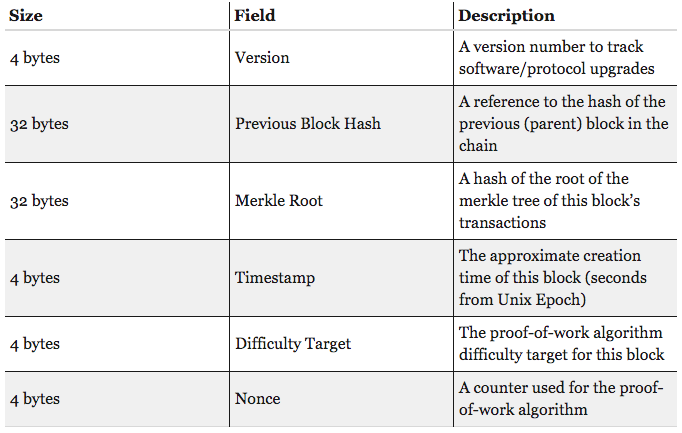 Size Field Description
4 bytes Version A version number to track
software/protocol upgrades
32 bytes Previous Block Hash A reference to the hash of the
previous (parent) block in the
chain
32 bytes Merkle Root A hash of the root of the
merkle tree of this block’s
transactions
4 bytes Timestamp The approximate creation
time of this block (seconds
from Unix Epoch)
4 bytes Difficulty Target The proof-of-work algorithm
difficulty target for this block
4 bytes Nonce A counter used for the proof-
of-work algorithm